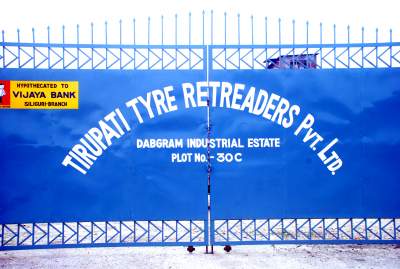 HYPOTHECATED TO
VIJAYA BANK
SILIGURI-BRANCH
TIRUPATI TYRE RETREADERS PVT. LTD.
DABGRAM INDUSTRIAL ESTATE
PLOT NO.-30C